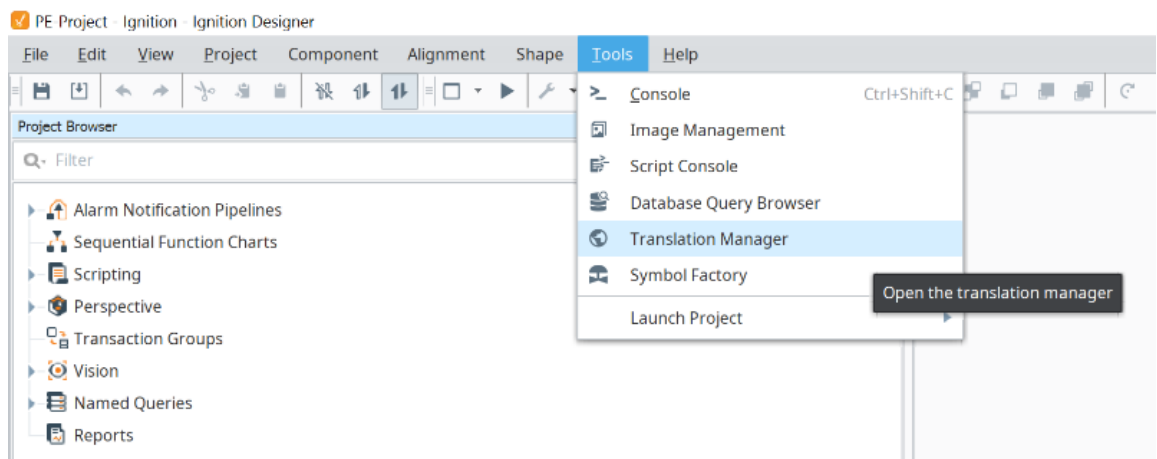 PE-Project - Ignition - Ignition Designer
File Edit View Project Component Alignment Shape Tools Help
Console Ctrl+Shift+C
Project Browser
Image Management
Filter
Script Console
Database Query Browser
Alarm Notification Pipelines
Translation Manager
Sequential Function Charts
Symbol Factory
Scripting
Open the translation manager
Perspective
Launch Project
Transaction Groups
Vision
Named Queries
Reports